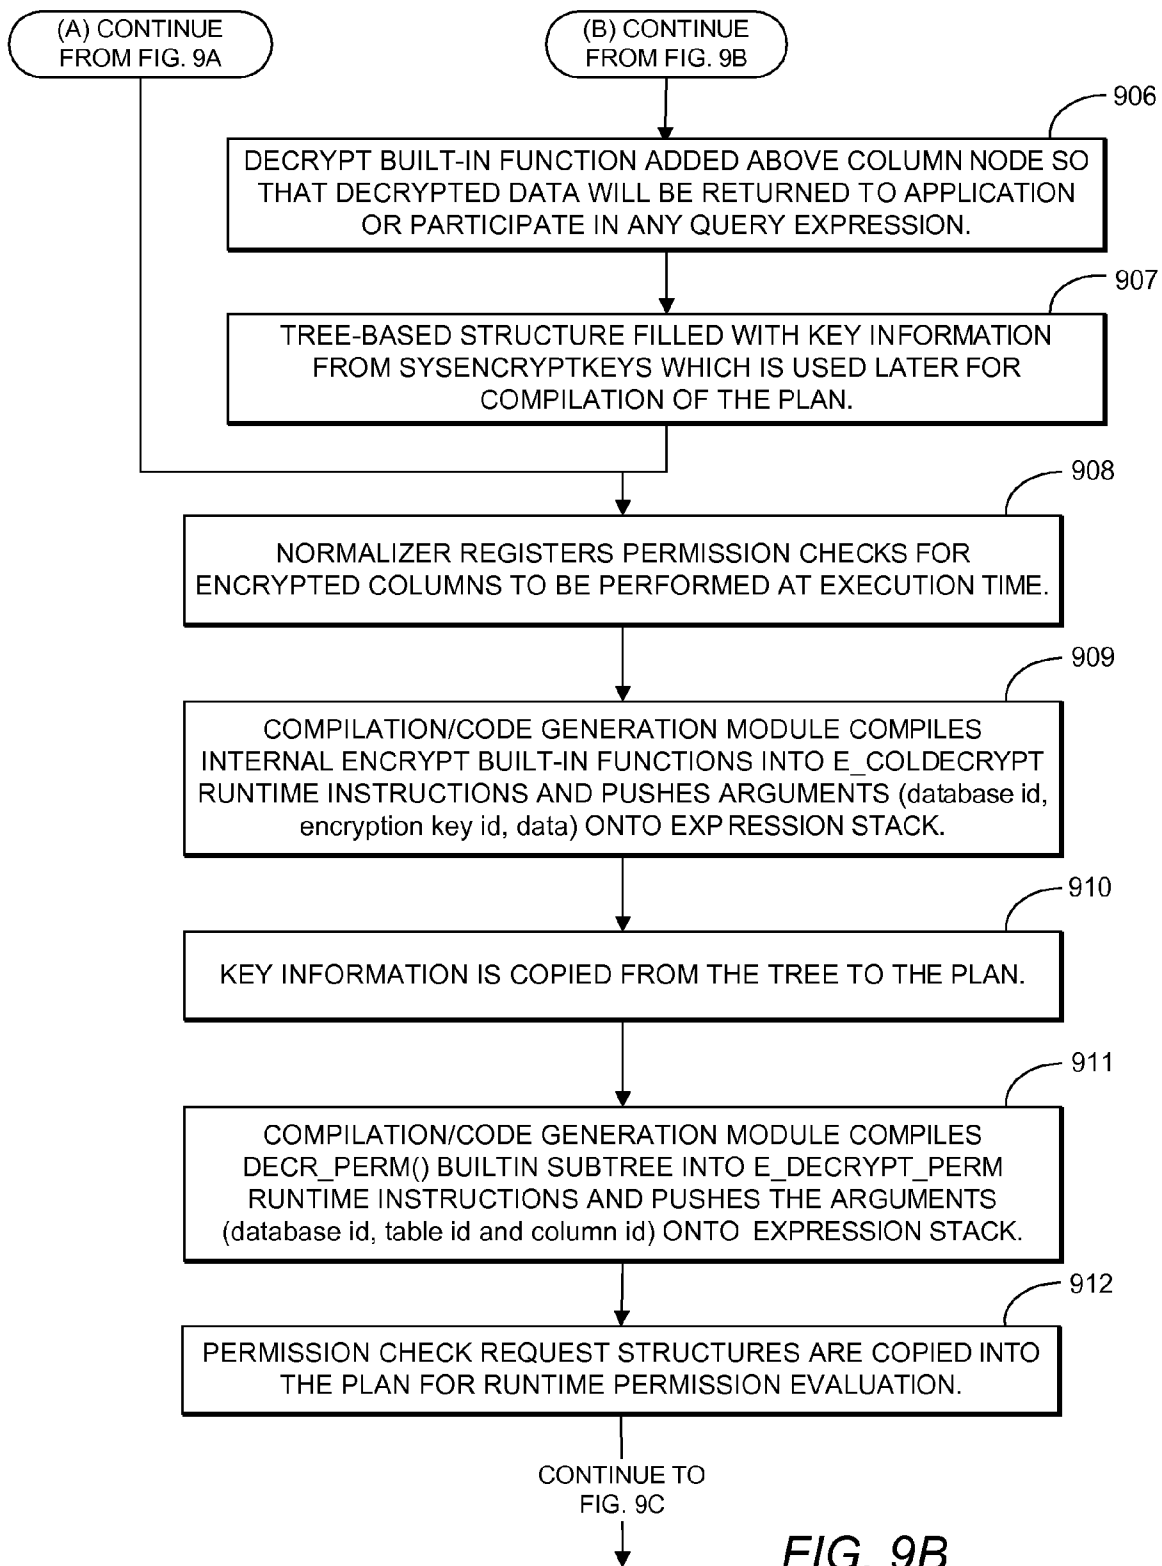 (A) CONTINUE
FROM FIG. 9A
(B) CONTINUE
FROM FIG. 9B
906
DECRYPT BUILT-IN FUNCTION ADDED ABOVE COLUMN NODE SO
THAT DECRYPTED DATA WILL BE RETURNED TO APPLICATION
OR PARTICIPATE IN ANY QUERY EXPRESSION.
907
TREE-BASED STRUCTURE FILLED WITH KEY INFORMATION
FROM SYSENCRYPTKEYS WHICH IS USED LATER FOR
COMPILATION OF THE PLAN.
908
NORMALIZER REGISTERS PERMISSION CHECKS FOR
ENCRYPTED COLUMNS TO BE PERFORMED AT EXECUTION TIME.
909
COMPILATION/CODE GENERATION MODULE COMPILES
INTERNAL ENCRYPT BUILT-IN FUNCTIONS INTO E_COLDECRYPT
RUNTIME INSTRUCTIONS AND PUSHES ARGUMENTS (database id,
encryption key id, data) ONTO EXPRESSION STACK.
910
KEY INFORMATION IS COPIED FROM THE TREE TO THE PLAN.
911
COMPILATION/CODE GENERATION MODULE COMPILES
DECR_PERM() BUILTIN SUBTREE INTO E_DECRYPT_PERM
RUNTIME INSTRUCTIONS AND PUSHES THE ARGUMENTS
(database id, table id and column id) ONTO EXPRESSION STACK.
912
PERMISSION CHECK REQUEST STRUCTURES ARE COPIED INTO
THE PLAN FOR RUNTIME PERMISSION EVALUATION.
CONTINUE TO
FIG. 9C
FIG. 9B